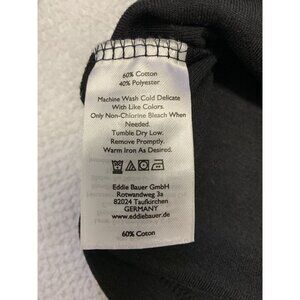 60% Cotton
40% Polyester
Machine Wash Cold Delicate
With Like Colors.
Only Non-Chlorine Bleach When
Needed.
Tumble Dry Low.
Remove Promptly.
Warm Iron As Desired.
Eddie Bauer GmbH
Rotwandweg 3a
82024 Taufkirchen
GERMANY
www.eddiebauer.de
60% Coton